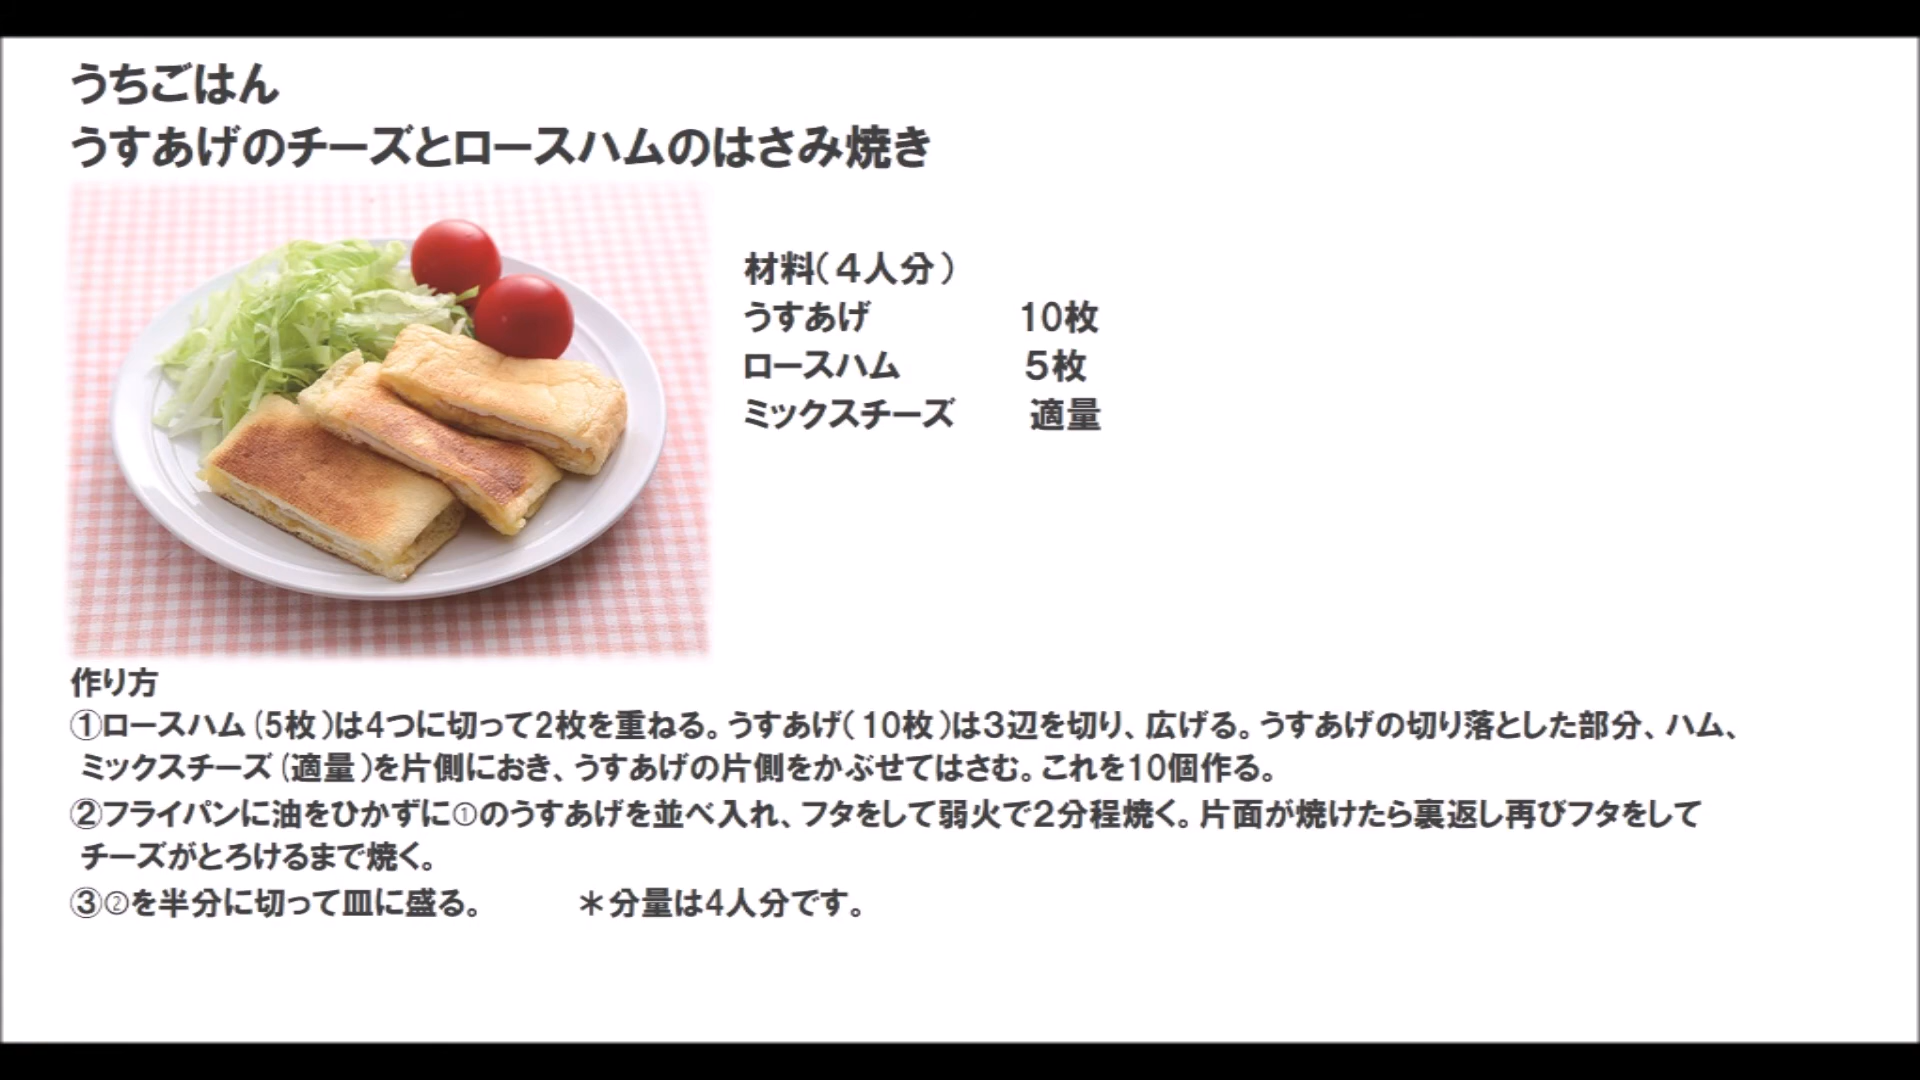 うちごはん
うすあげのチーズとロースハムのはさみ焼き
材料(4人分)
うすあげ 10枚
ロースハム 5枚
ミックスチーズ 適量
作り方
①ロースハム(5枚)は4つに切って2枚を重ねる。うすあげ(10枚)は3辺を切り、広げる。うすあげの切り落とした部分、ハム、
ミックスチーズ(適量)を片側におき、うすあげの片側をかぶせてはさむ。これを10個作る。
②フライパンに油をひかずに①のうすあげを並べ入れ、フタをして弱火で2分程焼く。片面が焼けたら裏返し再びフタをして
チーズがとろけるまで焼く。
③②を半分に切って皿に盛る。 ＊分量は4人分です。